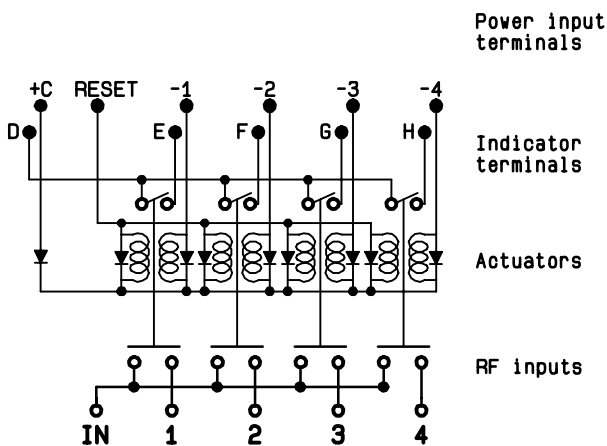 Power input
terminals
+C RESET -1 -2 -3 -4
D E F G H
Indicator
terminals
Actuators
RF inputs
IN 1 2 3 4